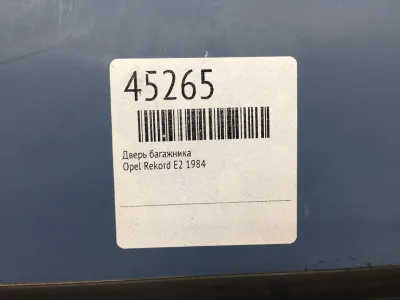 45265
Дверь багажника
Opel Rekord E2 1984